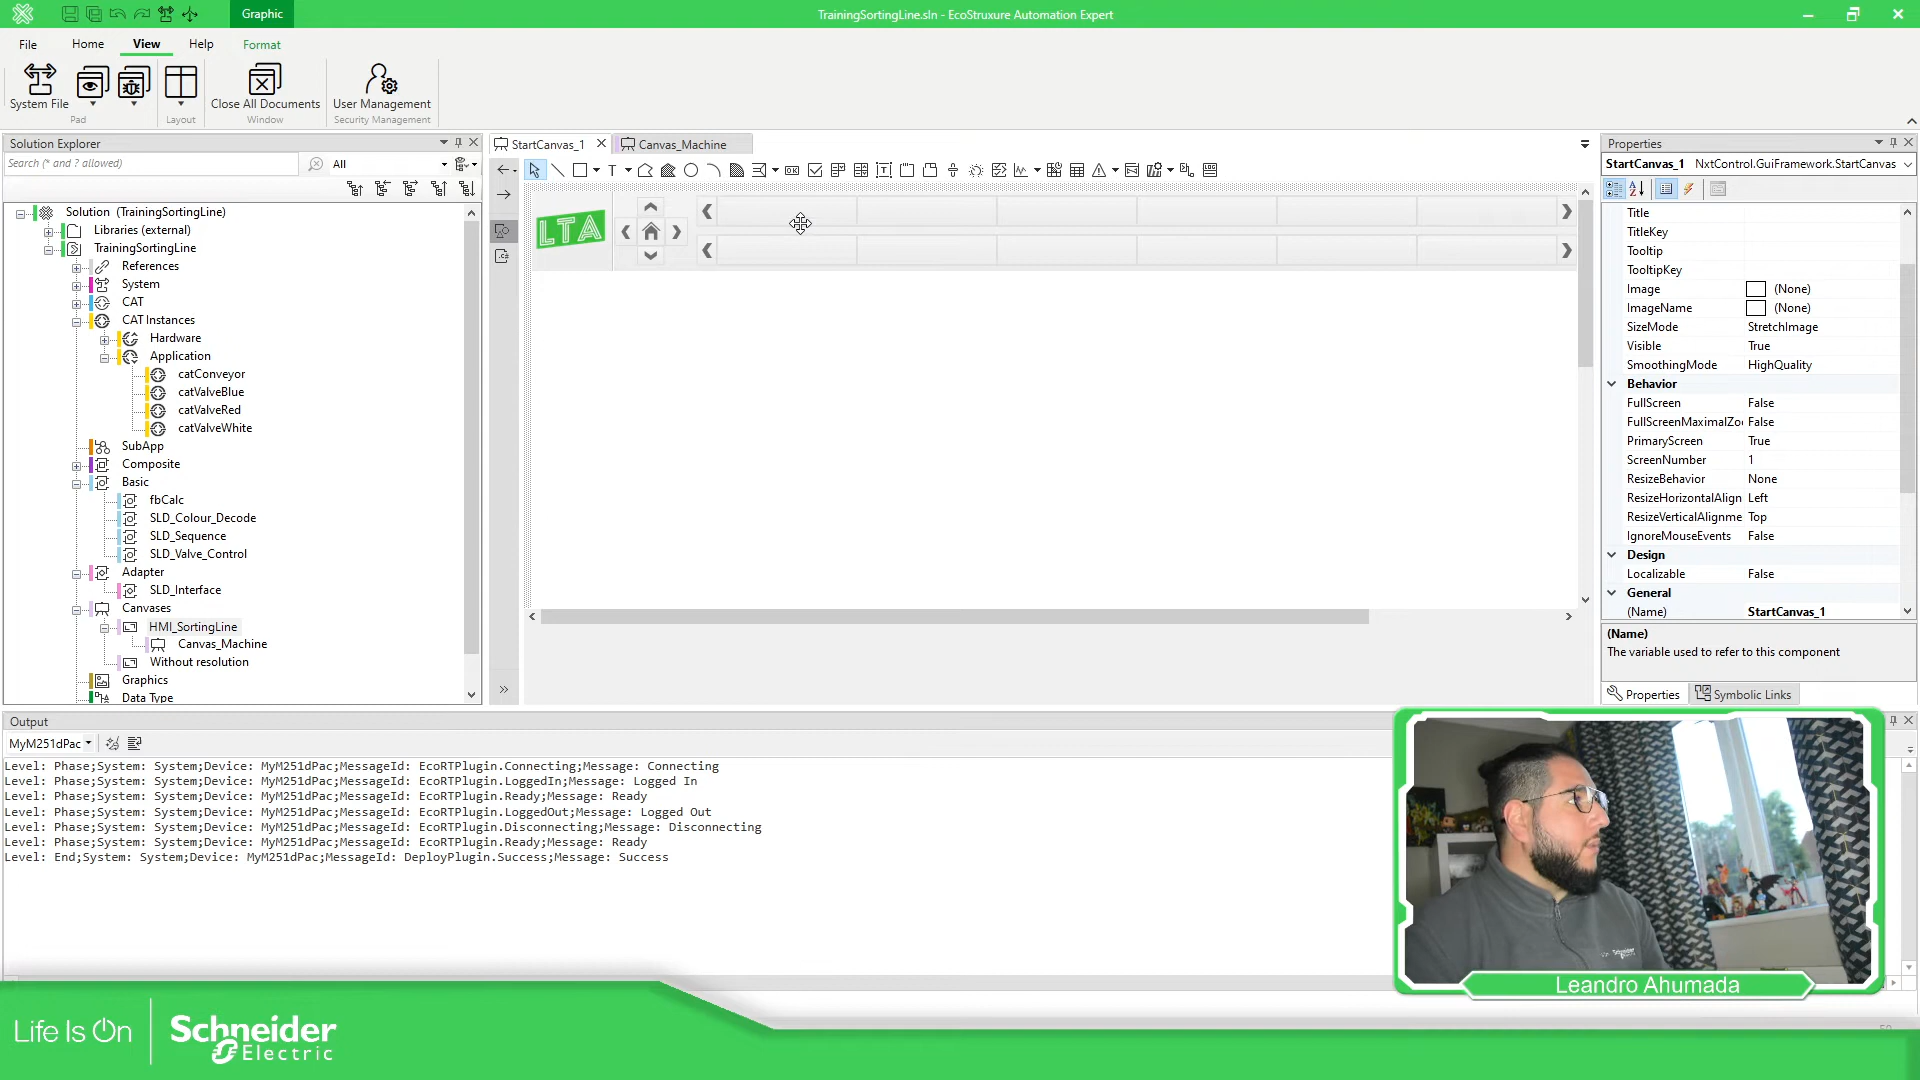 Graphic
TrainingSortingLine.sln - EcoStruxure Automation Expert
File Home View Help Format
System File
Close All Documents
User Management
Pad Layout Window Security Management
Solution Explorer
Search (* and ? allowed)
All
Solution (TrainingSortingLine)
Libraries (external)
TrainingSortingLine
References
System
CAT
CAT Instances
Hardware
Application
catConveyor
catValveBlue
catValveRed
catValveWhite
SubApp
Composite
Basic
fbCalc
SLD_Colour_Decode
SLD_Sequence
SLD_Valve_Control
Adapter
SLD_Interface
Canvases
HMI_SortingLine
Canvas_Machine
Without resolution
Graphics
Data Type
StartCanvas_1
Canvas_Machine
LTA
Properties
StartCanvas_1 NxtControl.GuiFramework.StartCanvas
Title
TitleKey
Tooltip
TooltipKey
Image (None)
ImageName (None)
SizeMode StretchImage
Visible True
SmoothingMode HighQuality
Behavior
FullScreen False
FullScreenMaximalZo False
PrimaryScreen True
ScreenNumber 1
ResizeBehavior None
ResizeHorizontalAlign Left
ResizeVerticalAlignme Top
IgnoreMouseEvents False
Design
Localizable False
General
(Name) StartCanvas_1
(Name)
The variable used to refer to this component
Properties Symbolic Links
Output
MyM251dPac
Level: Phase;System: System;Device: MyM251dPac;MessageId: EcoRTPlugin.Connecting;Message: Connecting
Level: Phase;System: System;Device: MyM251dPac;MessageId: EcoRTPlugin.LoggedIn;Message: Logged In
Level: Phase;System: System;Device: MyM251dPac;MessageId: EcoRTPlugin.Ready;Message: Ready
Level: Phase;System: System;Device: MyM251dPac;MessageId: EcoRTPlugin.LoggedOut;Message: Logged Out
Level: Phase;System: System;Device: MyM251dPac;MessageId: EcoRTPlugin.Disconnecting;Message: Disconnecting
Level: Phase;System: System;Device: MyM251dPac;MessageId: EcoRTPlugin.Ready;Message: Ready
Level: End;System: System;Device: MyM251dPac;MessageId: DeployPlugin.Success;Message: Success
Leandro Ahumada
Life Is On
Schneider
Electric